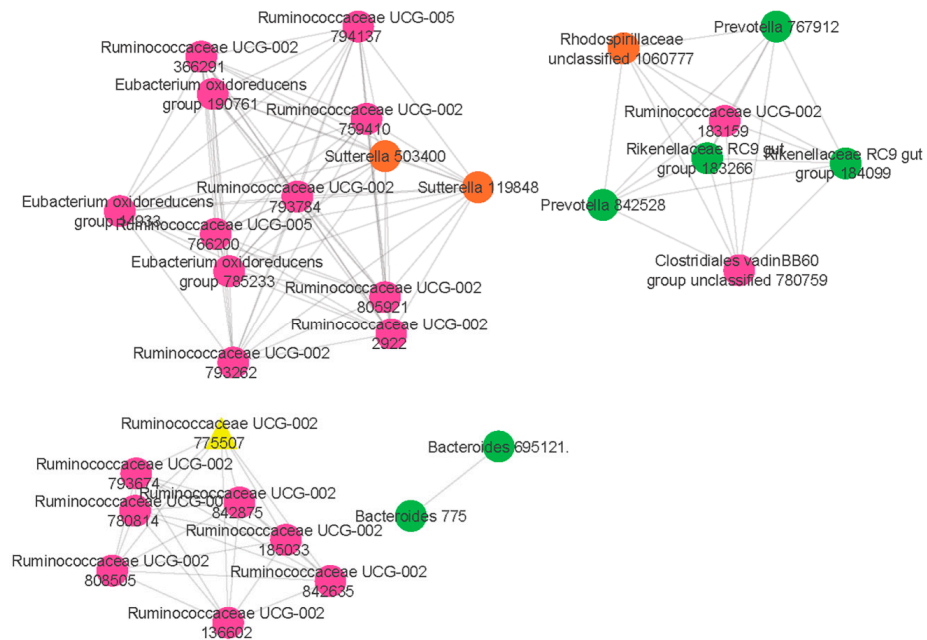 Ruminococcaceae UCG-005
794137
Ruminococcaceae UCG-002
366291
Eubacterium oxidoreducens
group 190761
Ruminococcaceae UCG-002
759410
Sutterella 503400
Sutterella 119848
Ruminococcaceae UCG-002
793784
Eubacterium oxidoreducens
group 14933
Ruminococcaceae UCG-005
766200
Eubacterium oxidoreducens
group 785233
Ruminococcaceae UCG-002
805921
Ruminococcaceae UCG-002
2922
Ruminococcaceae UCG-002
793262
Prevotella 767912
Rhodospirillaceae
unclassified 1060777
Ruminococcaceae UCG-002
183159
Rikenellaceae RC9 gut
group 183266
Rikenellaceae RC9 gut
group 184099
Prevotella 842528
Clostridiales vadinBB60
group unclassified 780759
Ruminococcaceae UCG-002
775507
Ruminococcaceae UCG-002
793674
Ruminococcaceae UCG-002
842875
Ruminococcaceae UCG-00
780814
Ruminococcaceae UCG-002
185033
Ruminococcaceae UCG-002
808505
Ruminococcaceae UCG-002
842635
Ruminococcaceae UCG-002
136602
Bacteroides 695121.
Bacteroides 775